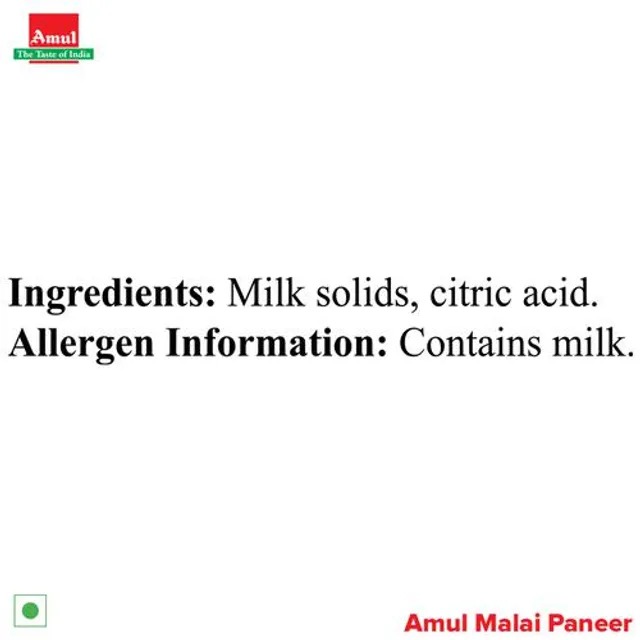 Amul
The Taste of India
Ingredients: Milk solids, citric acid.
Allergen Information: Contains milk.
Amul Malai Paneer